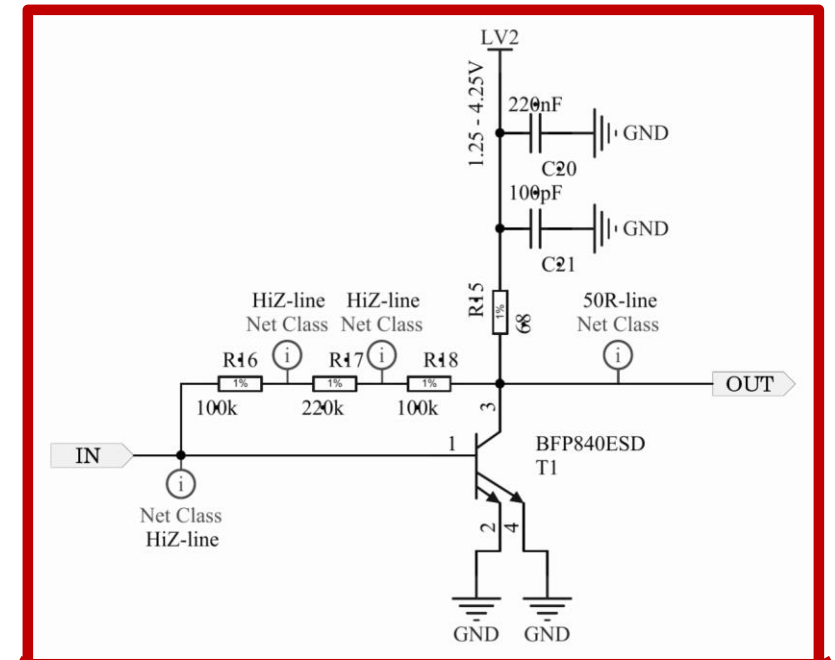 LV2
1.25 - 4.25V
220nF
GND
C20
100pF
GND
C21
R15
1%
68
HiZ-line HiZ-line
Net Class Net Class
i
i
50R-line
Net Class
i
R16 R17 R18
1% 1% 1%
100k 220k 100k
OUT
3
IN
1
BFP840ESD
T1
i
Net Class
HiZ-line
2
4
GND GND